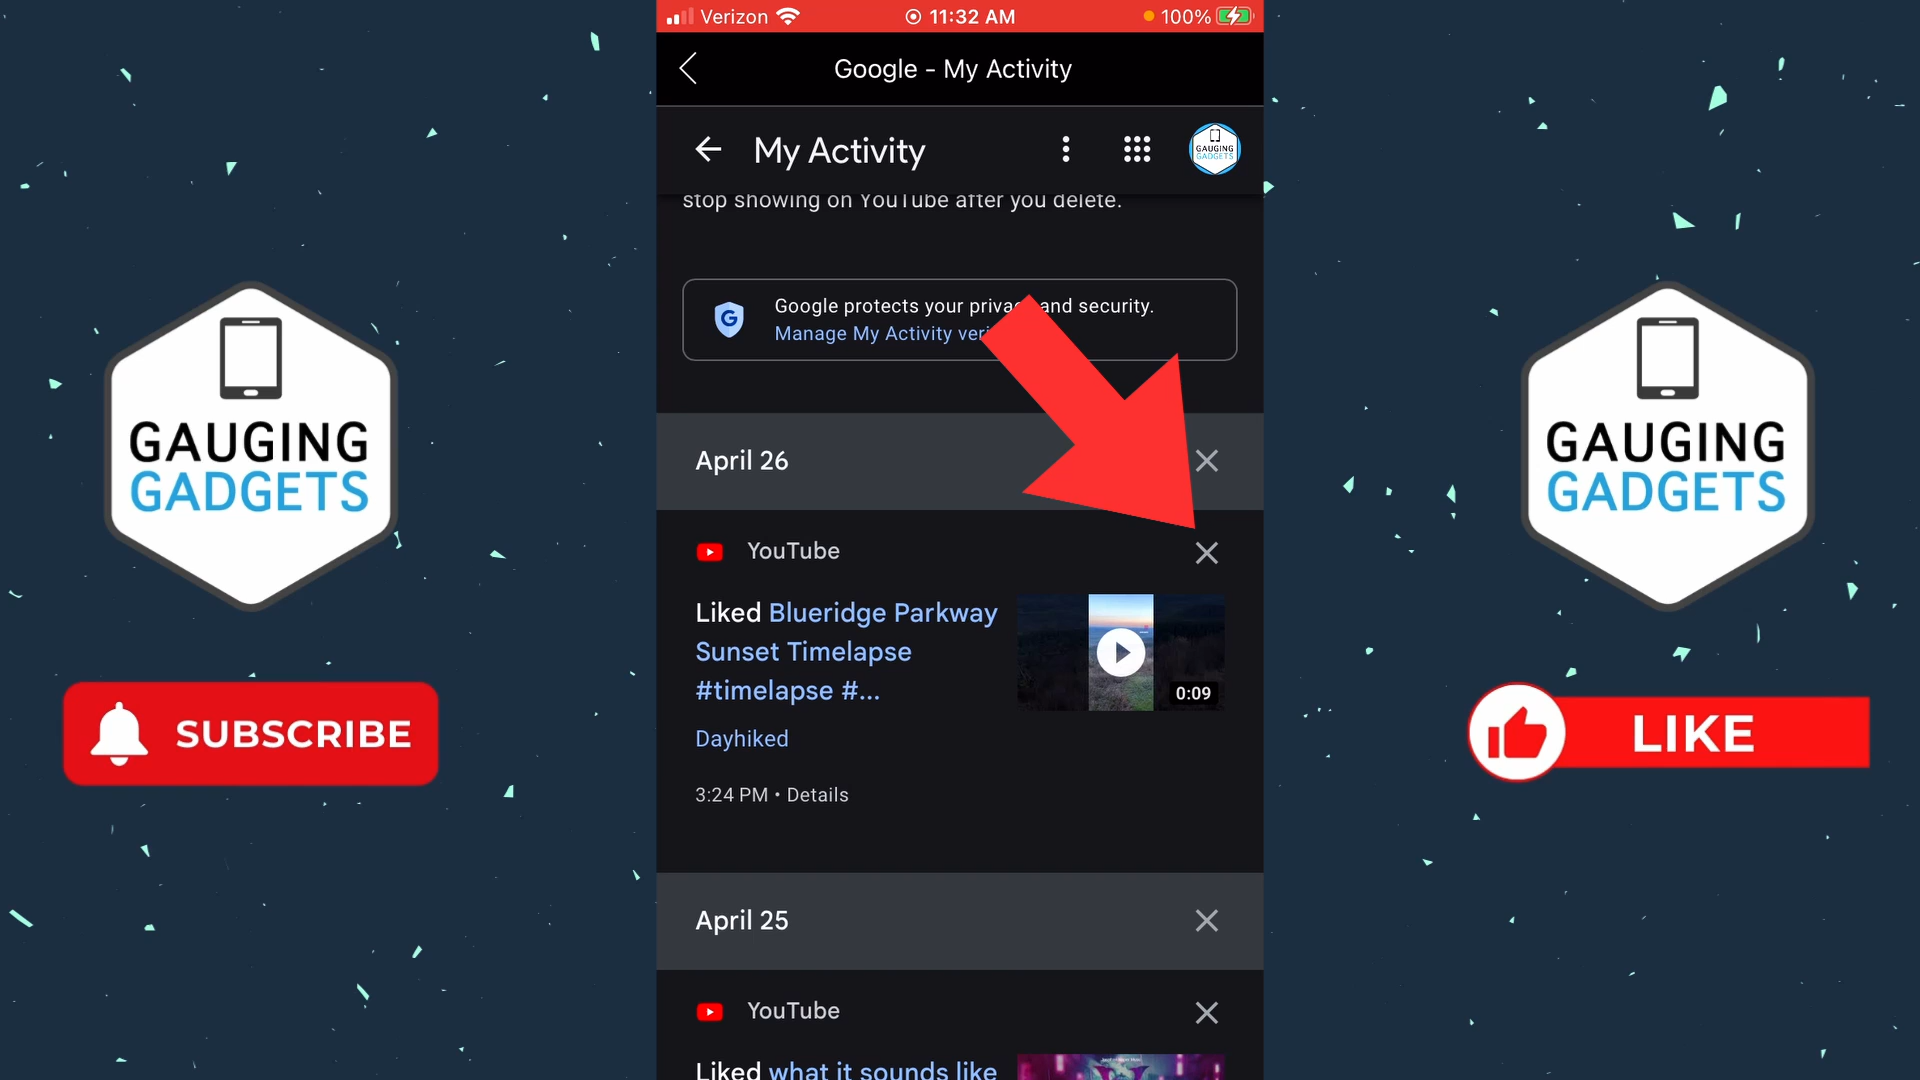 Verizon 11:32 AM 100%
Google - My Activity
My Activity
GAUGING
GADGETS
stop showing on YouTube after you delete.
Google protects your privacy and security.
Manage My Activity veri
April 26
YouTube
Liked Blueridge Parkway
Sunset Timelapse
#timelapse #...
0:09
Dayhiked
3:24 PM • Details
April 25
YouTube
Liked what it sounds like
GAUGING
GADGETS
SUBSCRIBE
GAUGING
GADGETS
LIKE